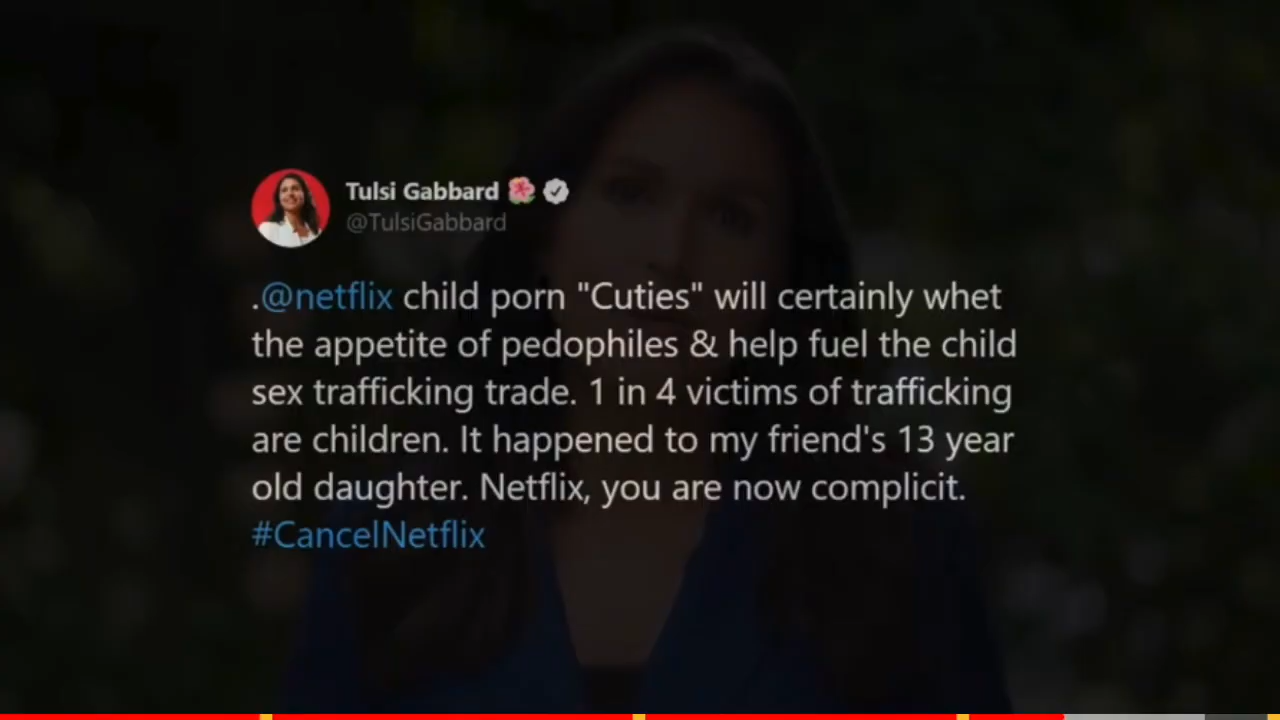 Tulsi Gabbard 🌺
@TulsiGabbard
.@netflix child porn "Cuties" will certainly whet
the appetite of pedophiles & help fuel the child
sex trafficking trade. 1 in 4 victims of trafficking
are children. It happened to my friend's 13 year
old daughter. Netflix, you are now complicit.
#CancelNetflix